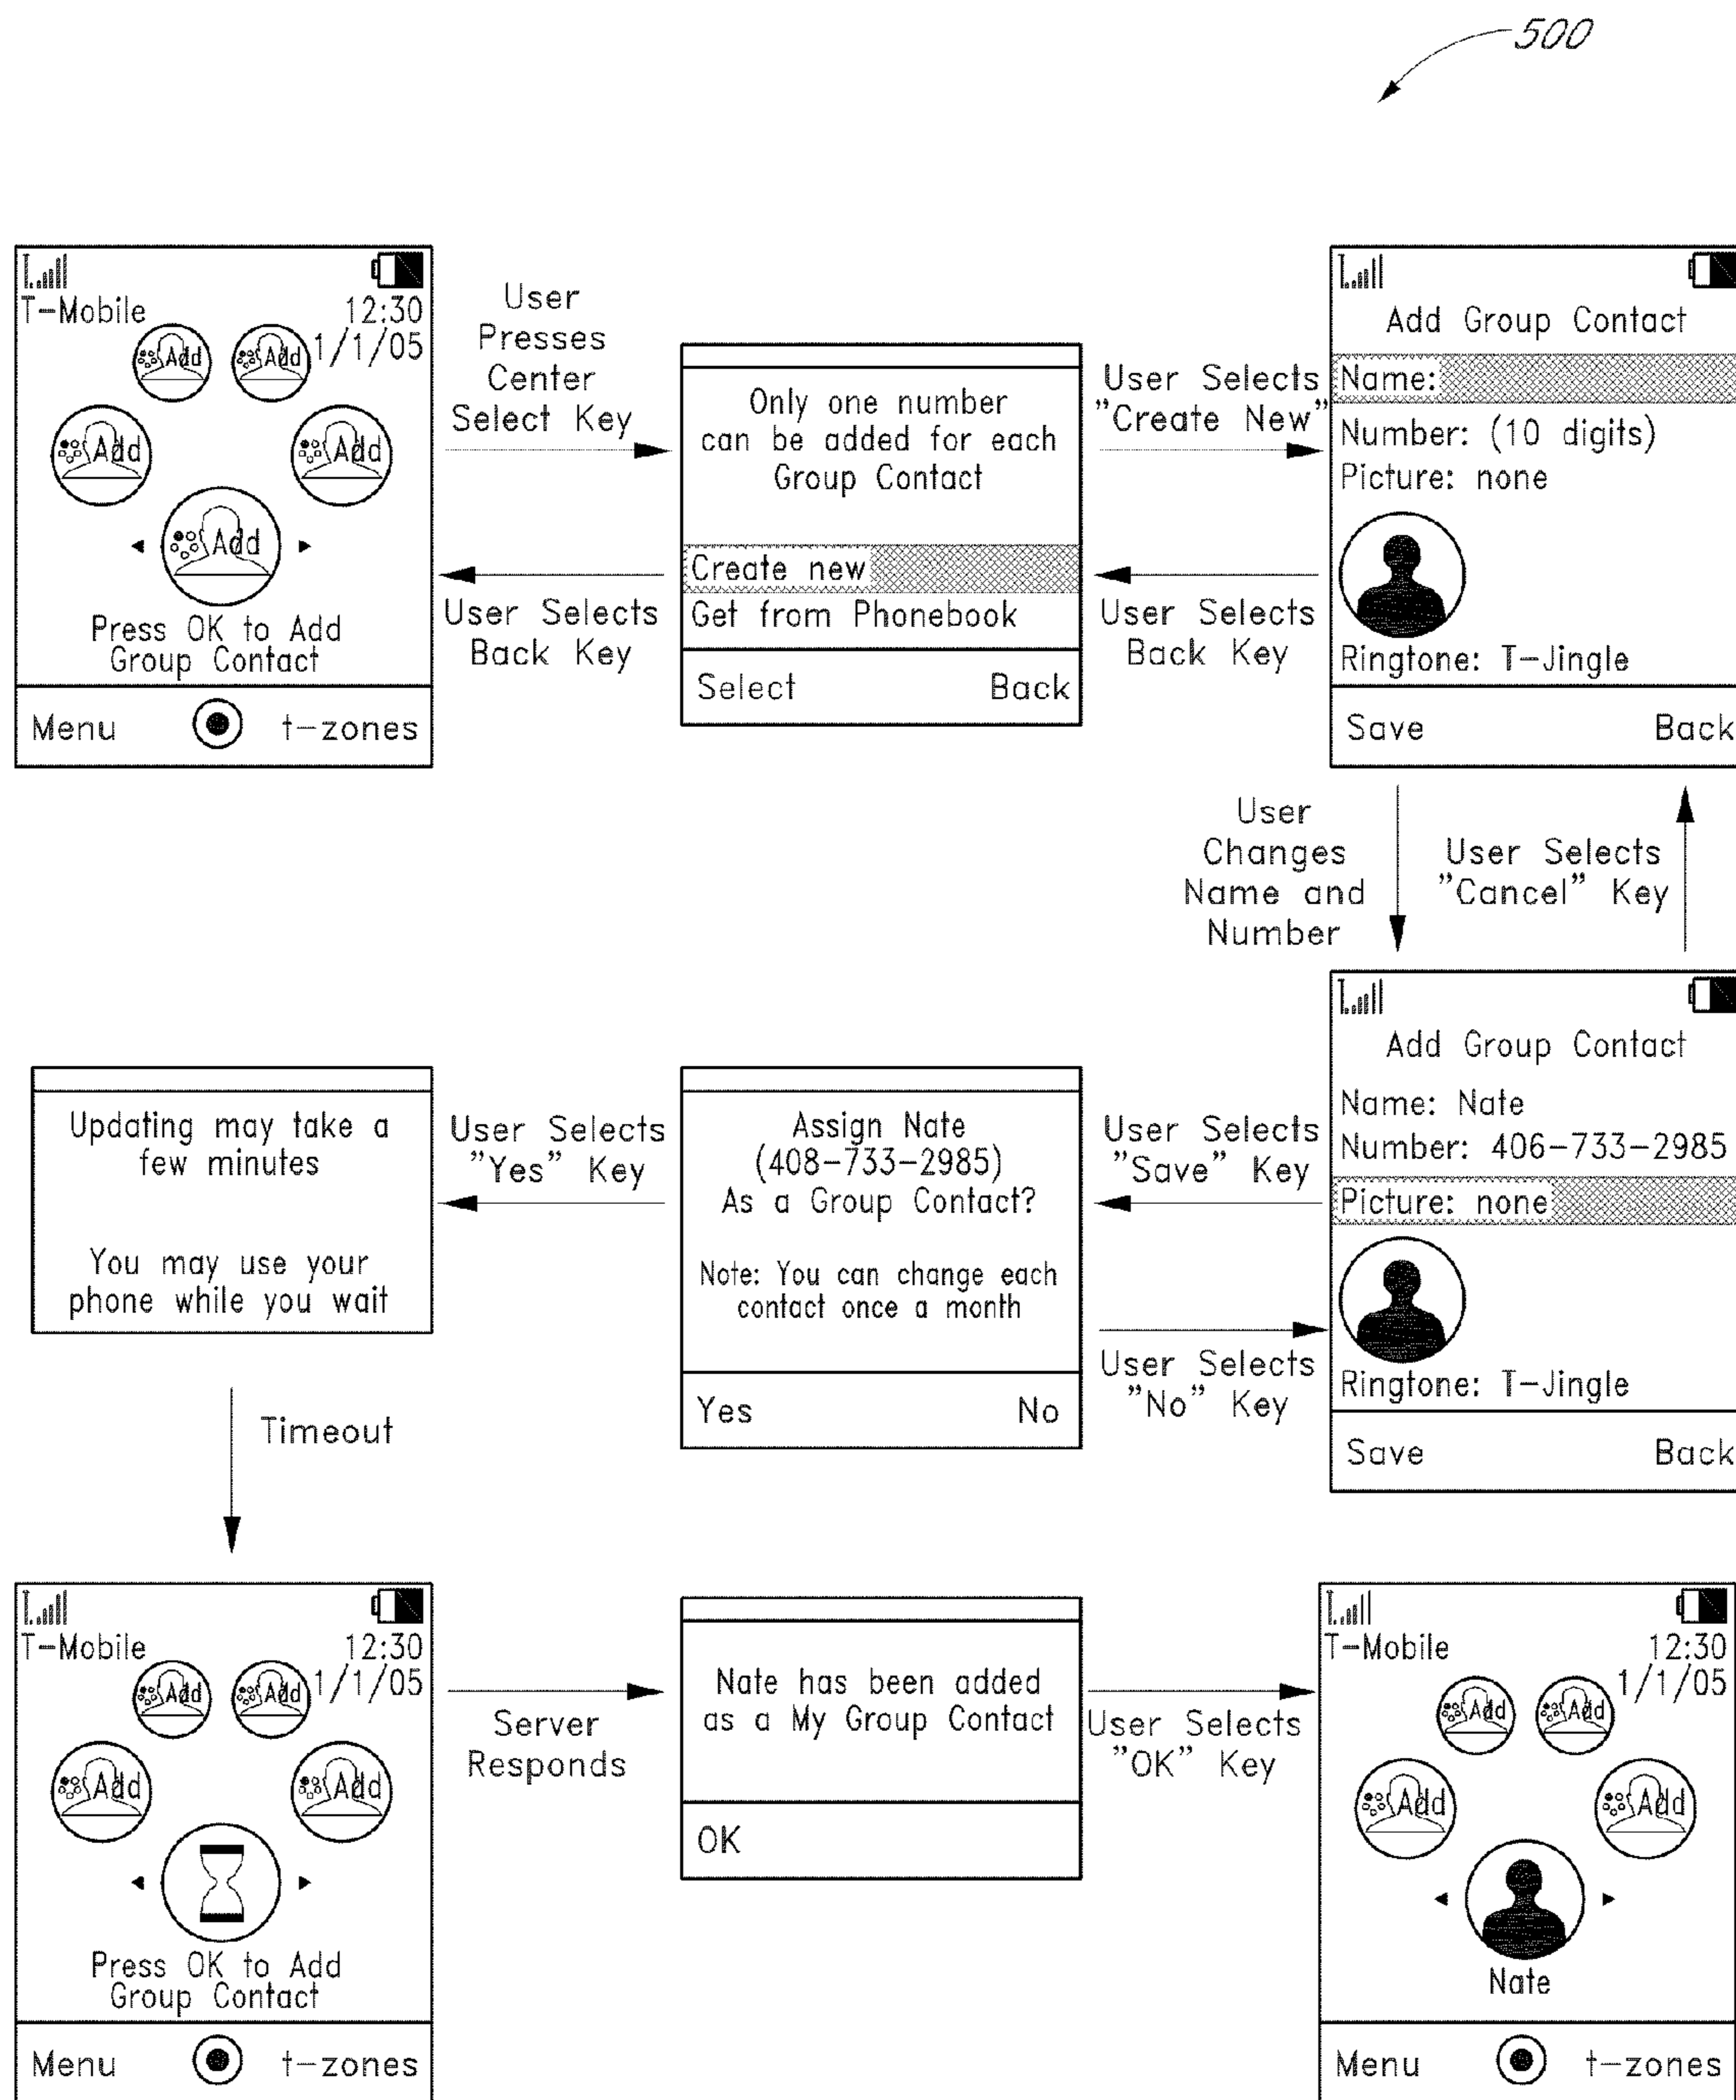 500
T-Mobile
12:30
1/1/05
Add
Add
Add
Add
Add
Press OK to Add
Group Contact
Menu
t-zones
User
Presses
Center
Select Key
User Selects
Back Key
Only one number
can be added for each
Group Contact
Create new
Get from Phonebook
Select
Back
User Selects
"Create New"
User Selects
Back Key
Add Group Contact
Name:
Number: (10 digits)
Picture: none
Ringtone: T-Jingle
Save
Back
User
Changes
Name and
Number
User Selects
"Cancel" Key
Add Group Contact
Name: Nate
Number: 406-733-2985
Picture: none
Ringtone: T-Jingle
Save
Back
User Selects
"Save" Key
User Selects
"No" Key
Assign Nate
(408-733-2985)
As a Group Contact?
Note: You can change each
contact once a month
Yes
No
User Selects
"Yes" Key
Updating may take a
few minutes
You may use your
phone while you wait
Timeout
T-Mobile
12:30
1/1/05
Add
Add
Add
Add
Press OK to Add
Group Contact
Menu
t-zones
Server
Responds
Nate has been added
as a My Group Contact
OK
User Selects
"OK" Key
T-Mobile
12:30
1/1/05
Add
Add
Add
Add
Nate
Menu
t-zones